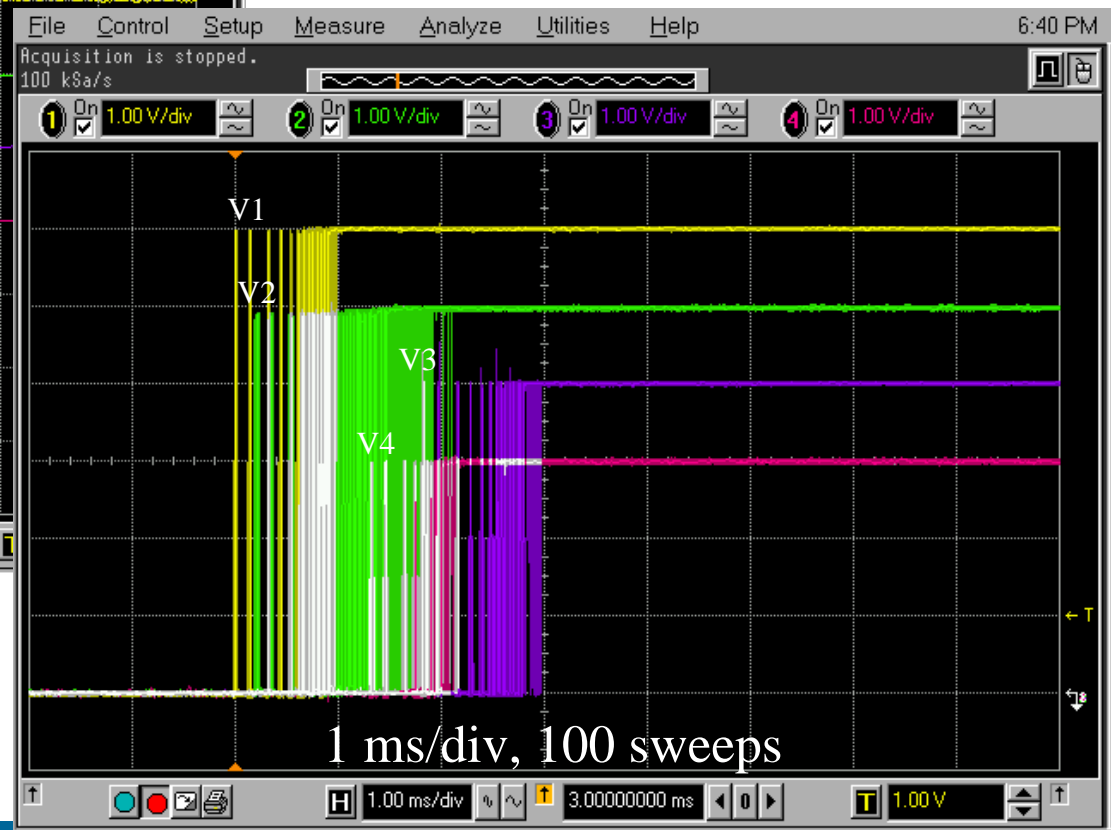 File Control Setup Measure Analyze Utilities Help 6:40 PM
Acquisition is stopped.
100 kSa/s
1 On 1.00 V/div 2 On 1.00 V/div 3 On 1.00 V/div 4 On 1.00 V/div
V1
V2
V3
V4
T
1 ms/div, 100 sweeps
H 1.00 ms/div 3.00000000 ms 0 T 1.00 V